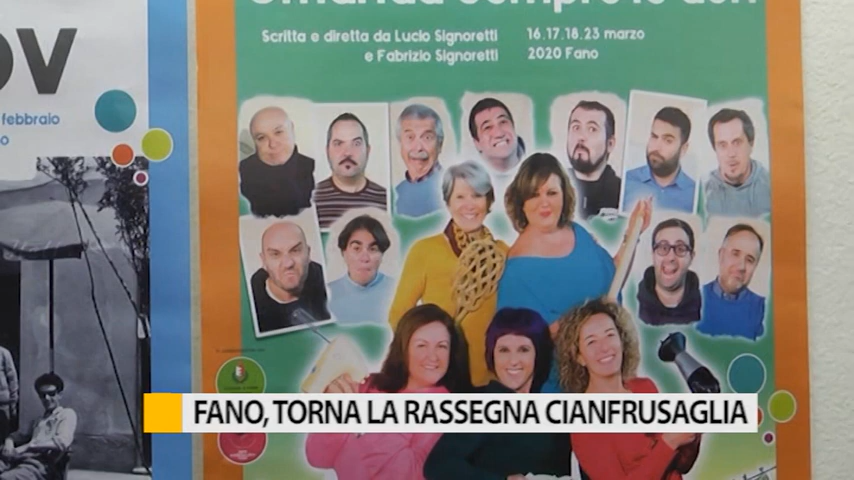 OV
febbraio
Scritta e diretta da Lucio Signoretti
e Fabrizio Signoretti
16.17.18.23 marzo
2020 Fano
FANO, TORNA LA RASSEGNA CIANFRUSAGLIA